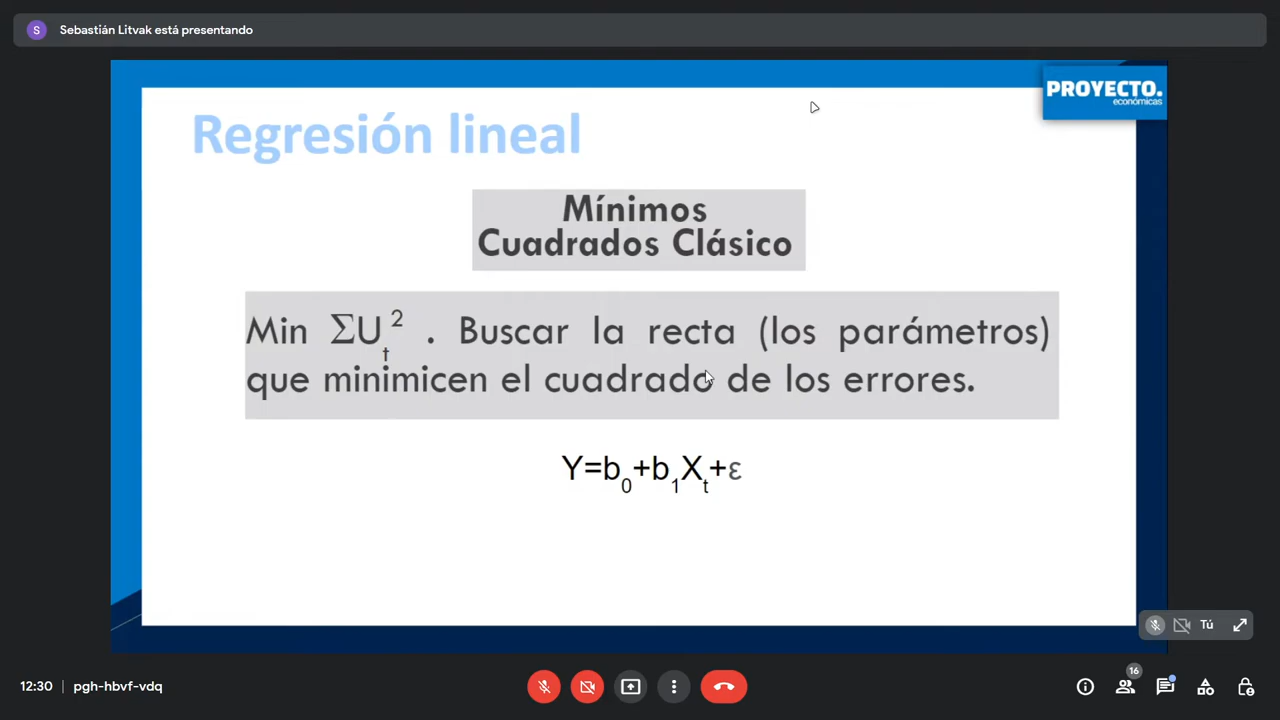 S Sebastián Litvak está presentando
PROYECTO.
económicas
Regresión lineal
Mínimos
Cuadrados Clásico
Min ΣUₜ² . Buscar la recta (los parámetros)
que minimicen el cuadrado de los errores.
Y=b₀+b₁Xₜ+ε
Tú
12:30 | pgh-hbvf-vdq
16